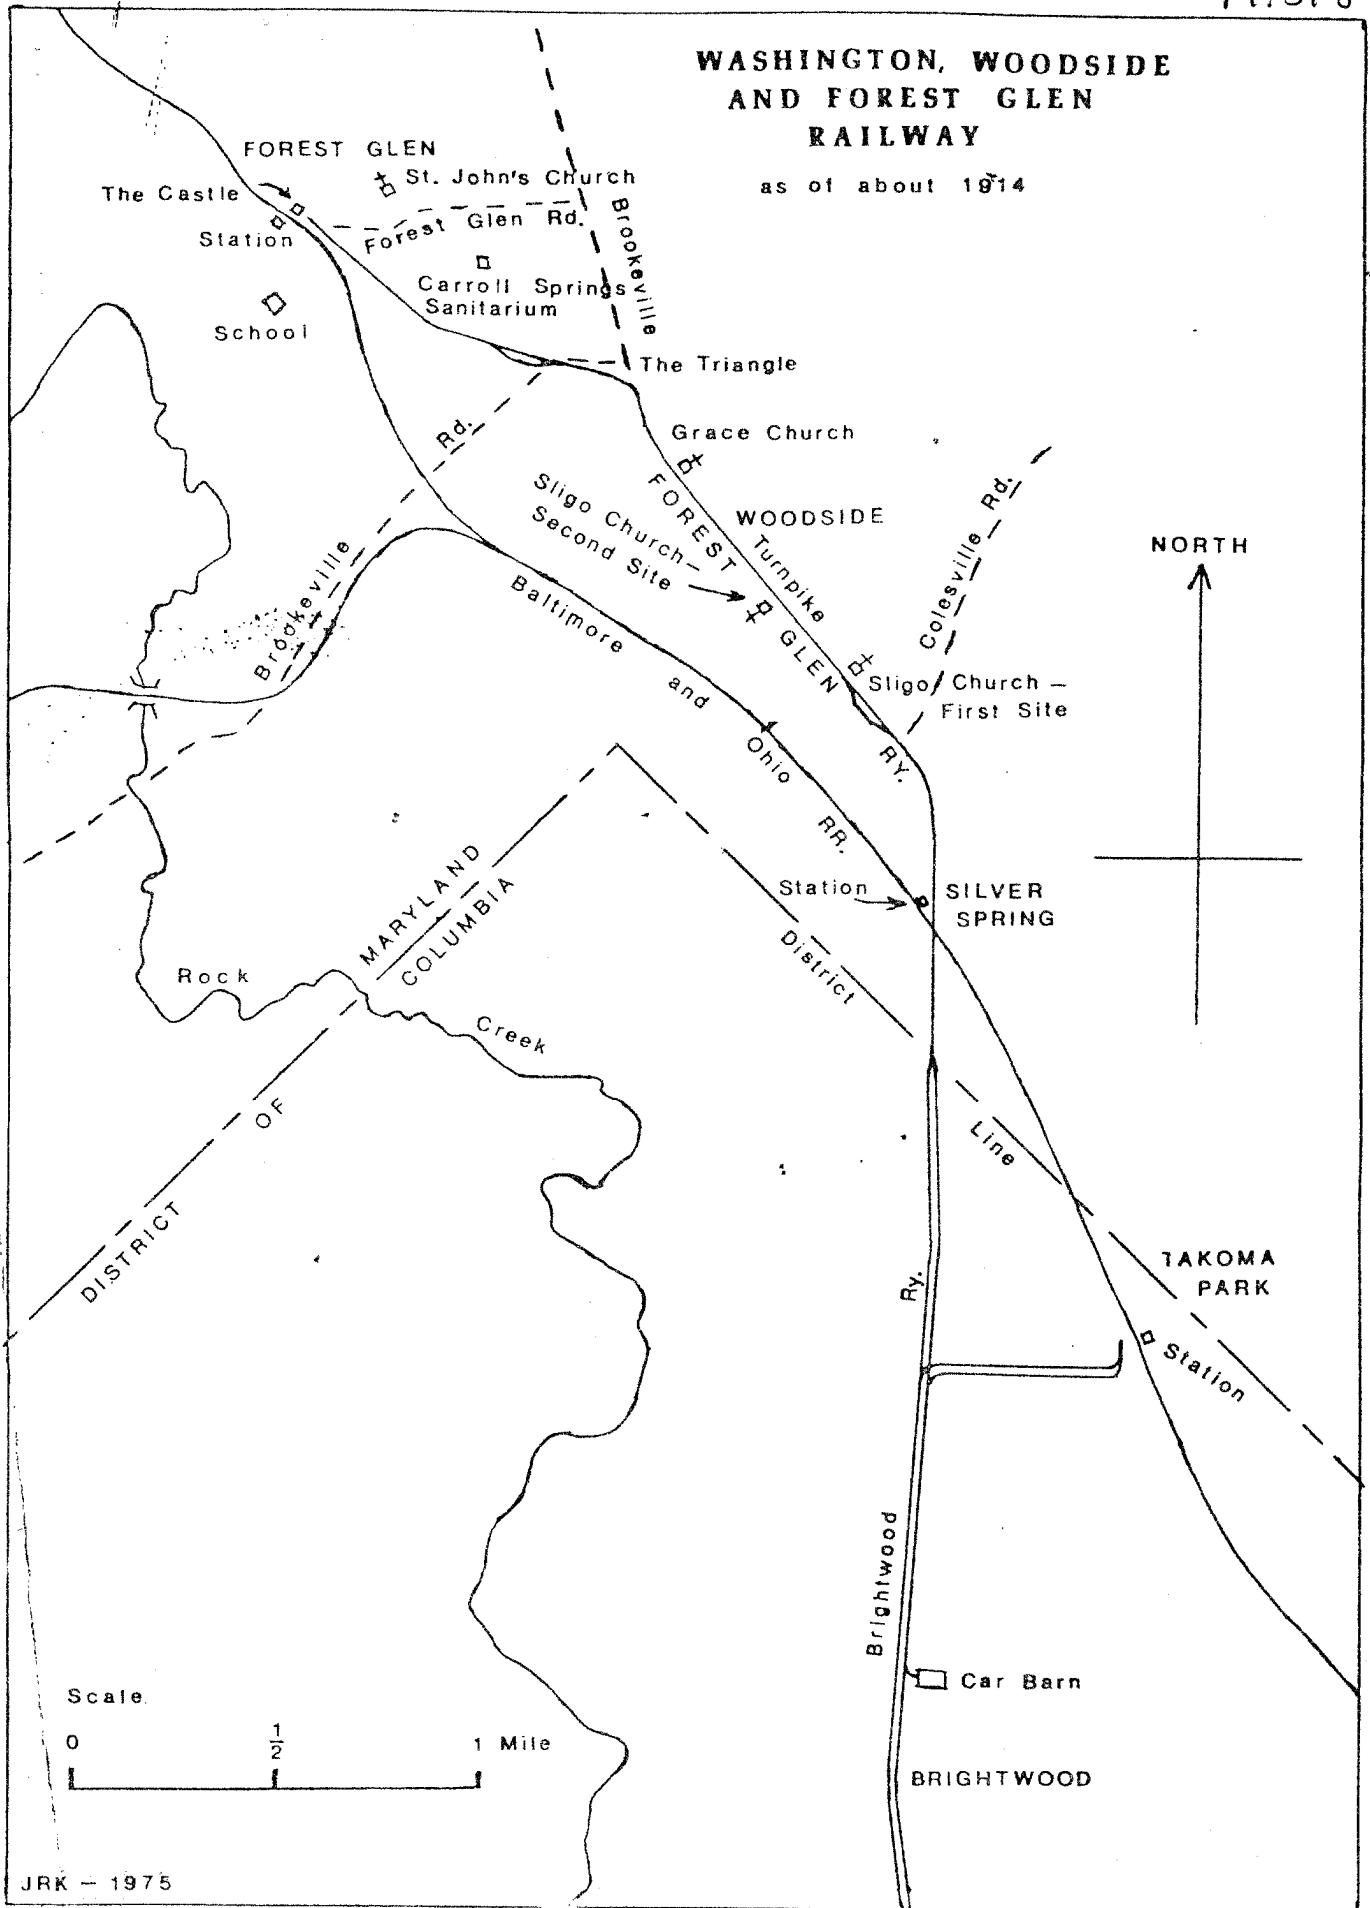 WASHINGTON, WOODSIDE
AND FOREST GLEN
RAILWAY
as of about 1914
FOREST GLEN
St. John's Church
The Castle
Station
Forest Glen Rd.
Brookeville
Carroll Springs
Sanitarium
School
The Triangle
Rd.
Grace Church
Sligo Church –
Second Site
FOREST
WOODSIDE
Turnpike
Colesville Rd.
NORTH
Brookeville
Baltimore
and
Ohio
RR.
GLEN
Sligo Church –
First Site
RY.
MARYLAND
COLUMBIA
Station
SILVER
SPRING
District
Rock
Creek
OF
Line
DISTRICT
TAKOMA
PARK
Ry.
Station
Brightwood
Car Barn
Scale
0 1/2 1 Mile
BRIGHTWOOD
JRK – 1975